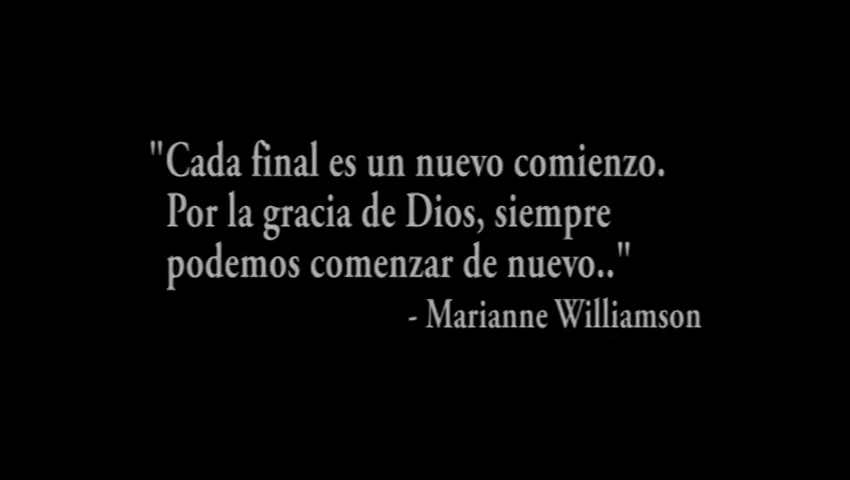 "Cada final es un nuevo comienzo.
Por la gracia de Dios, siempre
podemos comenzar de nuevo.."
- Marianne Williamson